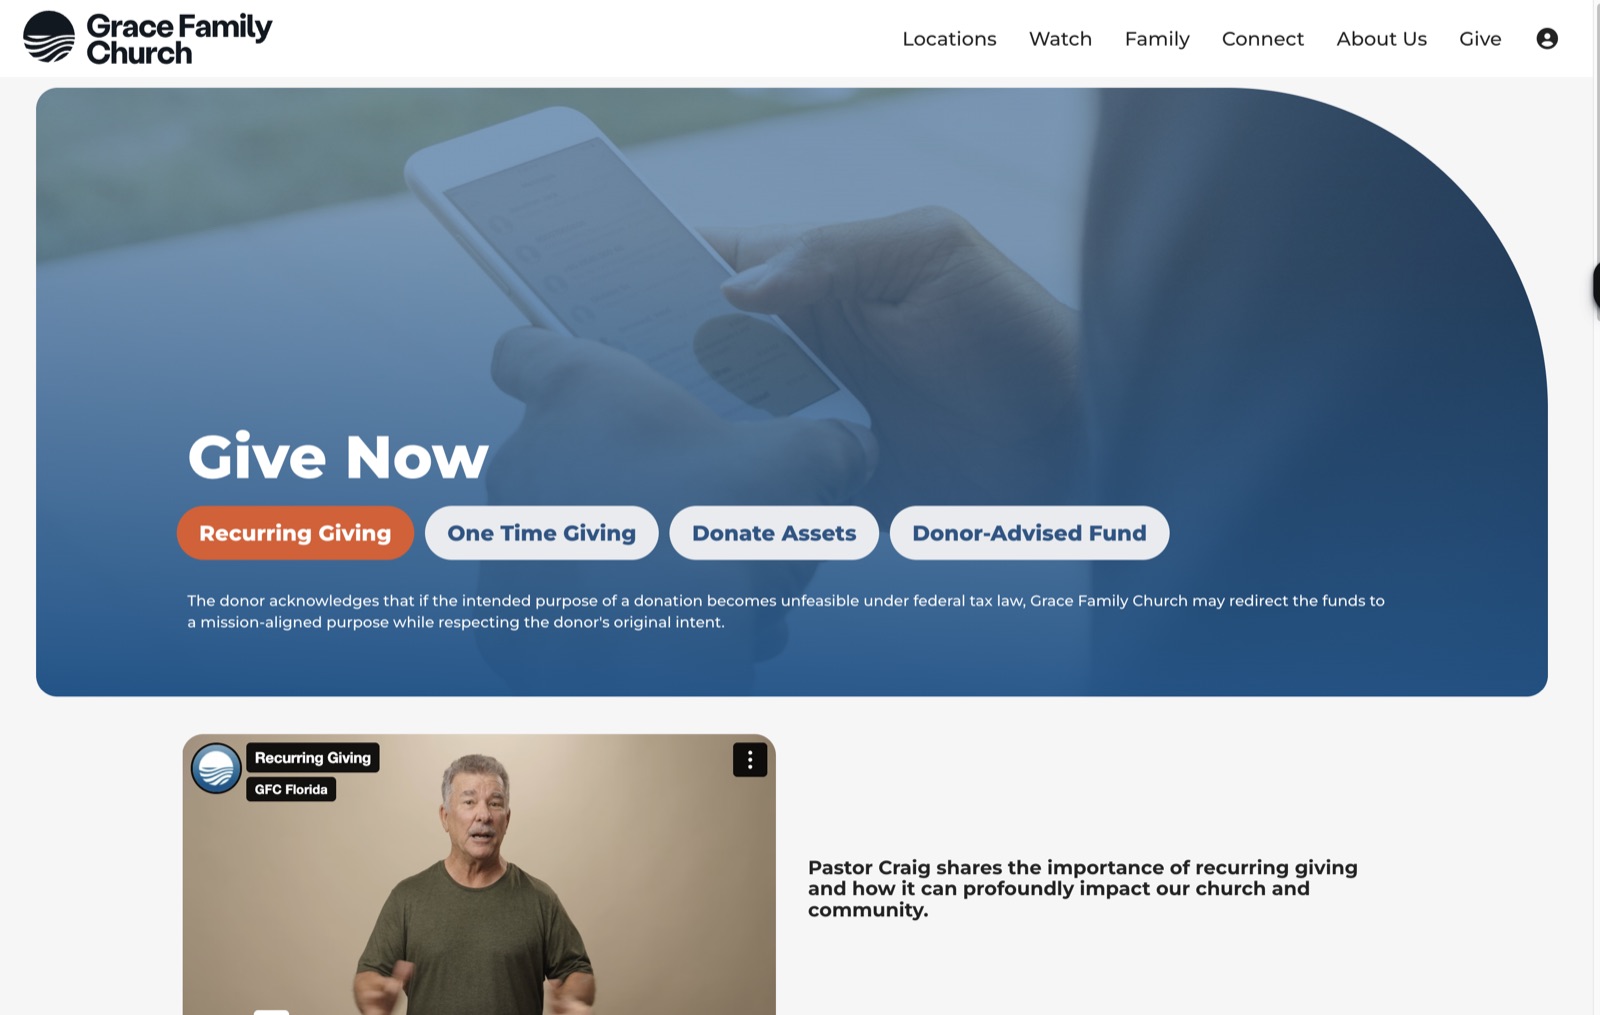 Grace Family
Church
Locations
Watch
Family
Connect
About Us
Give
Give Now
Recurring Giving
One Time Giving
Donate Assets
Donor-Advised Fund
The donor acknowledges that if the intended purpose of a donation becomes unfeasible under federal tax law, Grace Family Church may redirect the funds to
a mission-aligned purpose while respecting the donor's original intent.
Recurring Giving
GFC Florida
Pastor Craig shares the importance of recurring giving
and how it can profoundly impact our church and
community.